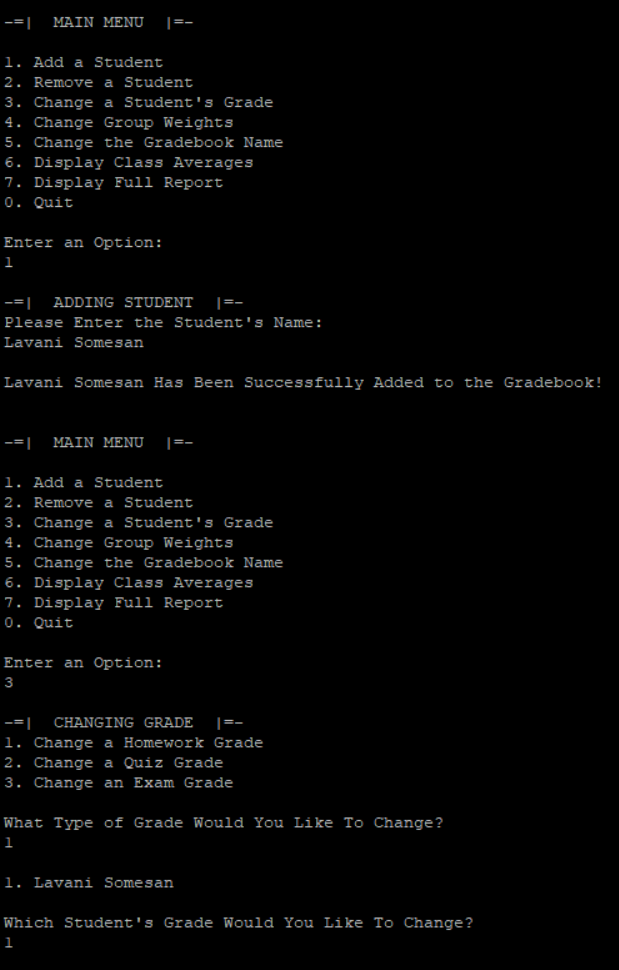 -=|  MAIN MENU  |=-
1. Add a Student
2. Remove a Student
3. Change a Student's Grade
4. Change Group Weights
5. Change the Gradebook Name
6. Display Class Averages
7. Display Full Report
0. Quit
Enter an Option:
1
-=|  ADDING STUDENT  |=-
Please Enter the Student's Name:
Lavani Somesan
Lavani Somesan Has Been Successfully Added to the Gradebook!
-=|  MAIN MENU  |=-
1. Add a Student
2. Remove a Student
3. Change a Student's Grade
4. Change Group Weights
5. Change the Gradebook Name
6. Display Class Averages
7. Display Full Report
0. Quit
Enter an Option:
3
-=|  CHANGING GRADE  |=-
1. Change a Homework Grade
2. Change a Quiz Grade
3. Change an Exam Grade
What Type of Grade Would You Like To Change?
1
1. Lavani Somesan
Which Student's Grade Would You Like To Change?
1